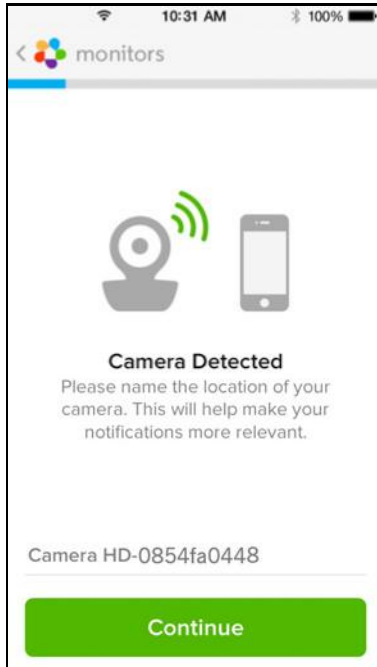 10:31 AM 100%
monitors
Camera Detected
Please name the location of your
camera. This will help make your
notifications more relevant.
Camera HD-0854fa0448
Continue